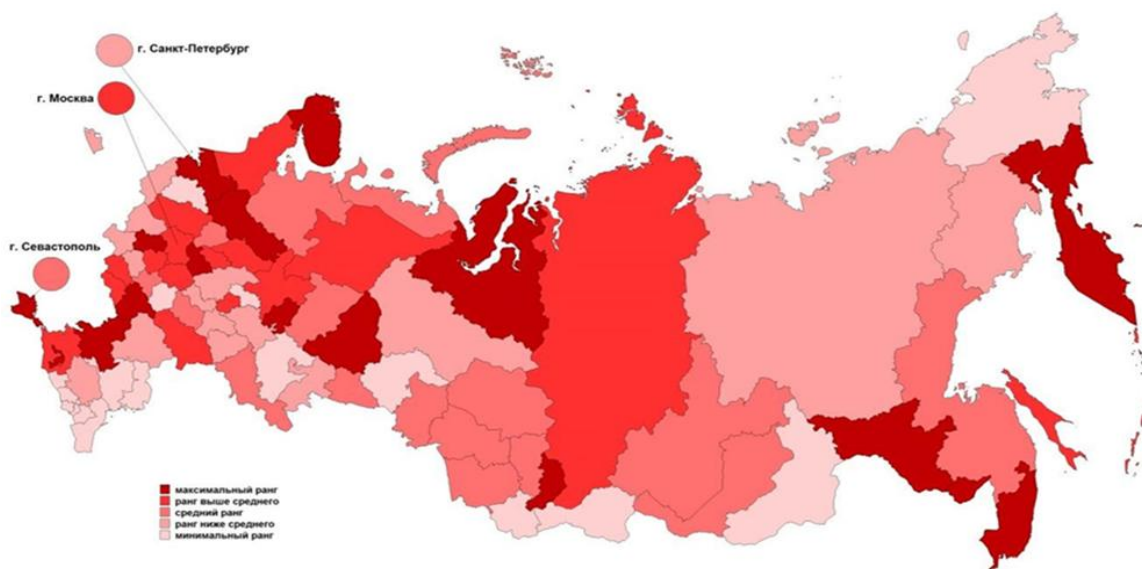 г. Санкт-Петербург
г. Москва
г. Севастополь
максимальный ранг
ранг выше среднего
средний ранг
ранг ниже среднего
минимальный ранг